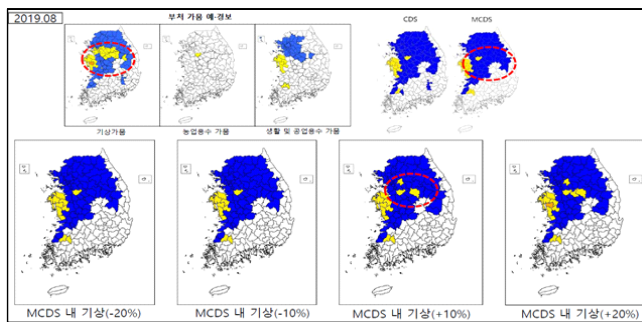 2019.08
부처 가뭄 예·경보
CDS
MCDS
기상가뭄
농업용수 가뭄
생활 및 공업용수 가뭄
MCDS 내 기상(-20%)
MCDS 내 기상(-10%)
MCDS 내 기상(+10%)
MCDS 내 기상(+20%)